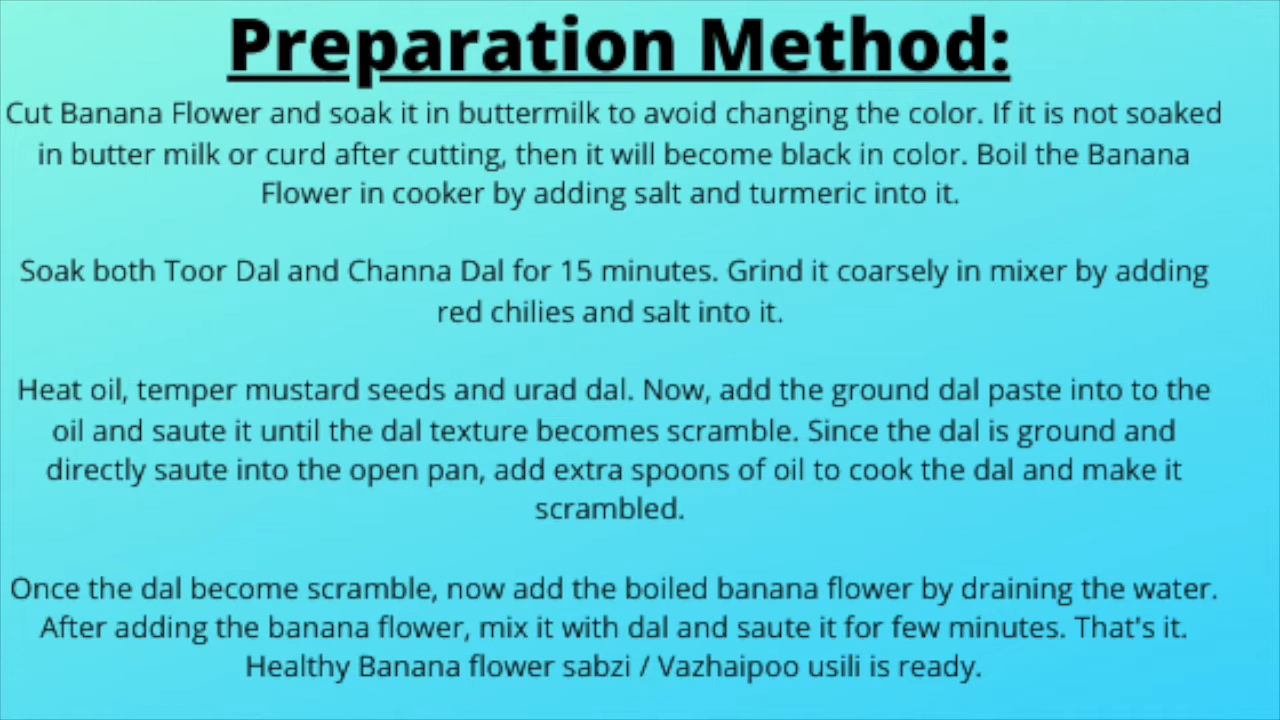 Preparation Method:
Cut Banana Flower and soak it in buttermilk to avoid changing the color. If it is not soaked
in butter milk or curd after cutting, then it will become black in color. Boil the Banana
Flower in cooker by adding salt and turmeric into it.
Soak both Toor Dal and Channa Dal for 15 minutes. Grind it coarsely in mixer by adding
red chilies and salt into it.
Heat oil, temper mustard seeds and urad dal. Now, add the ground dal paste into to the
oil and saute it until the dal texture becomes scramble. Since the dal is ground and
directly saute into the open pan, add extra spoons of oil to cook the dal and make it
scrambled.
Once the dal become scramble, now add the boiled banana flower by draining the water.
After adding the banana flower, mix it with dal and saute it for few minutes. That's it.
Healthy Banana flower sabzi / Vazhaipoo usili is ready.